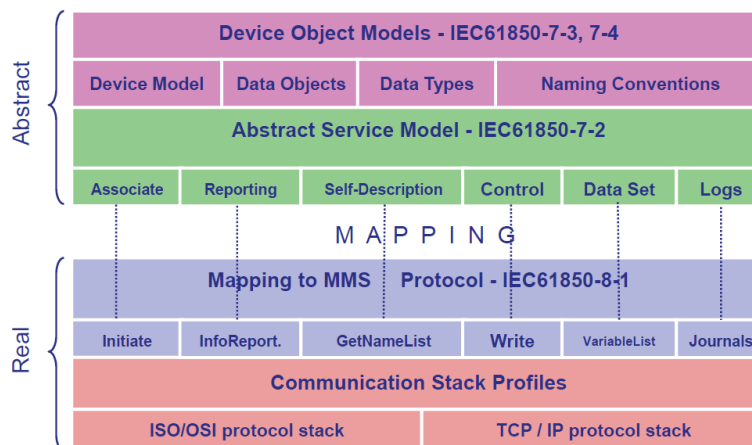 Abstract
Device Object Models - IEC61850-7-3, 7-4
Device Model Data Objects Data Types Naming Conventions
Abstract Service Model - IEC61850-7-2
Associate Reporting Self-Description Control Data Set Logs
MAPPING
Real
Mapping to MMS Protocol - IEC61850-8-1
Initiate InfoReport. GetNameList Write VariableList Journals
Communication Stack Profiles
ISO/OSI protocol stack TCP / IP protocol stack